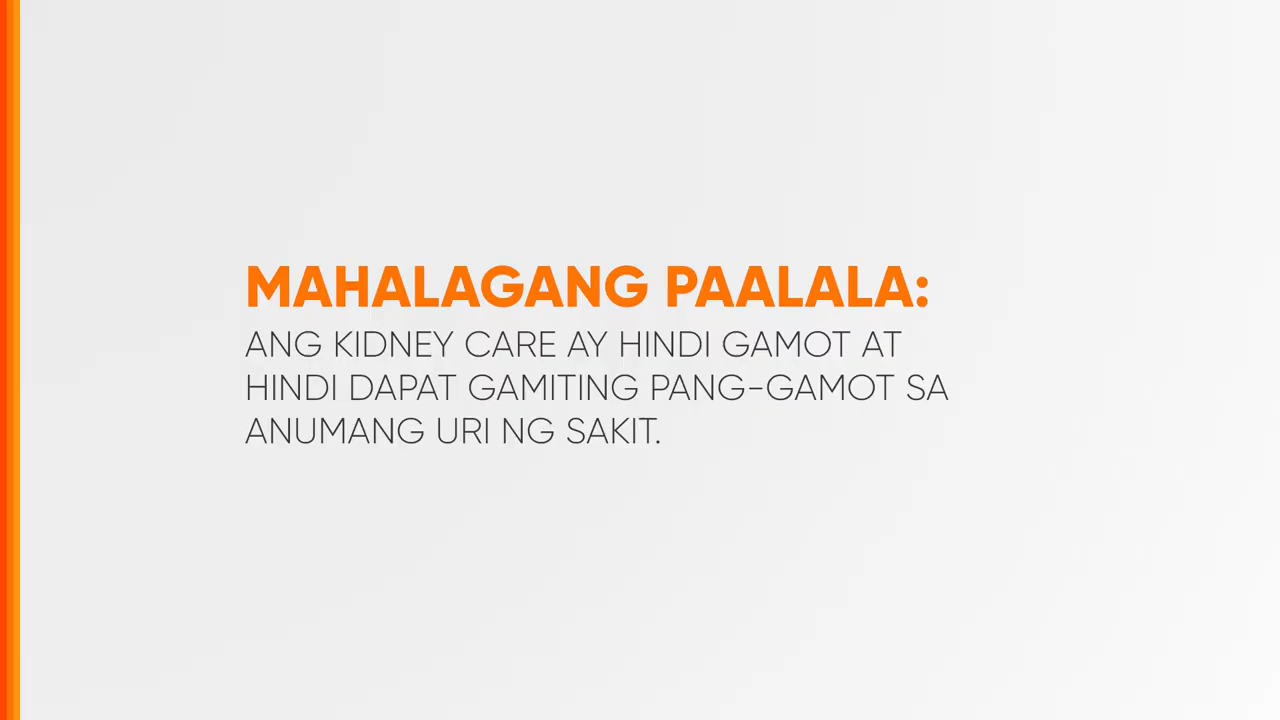 MAHALAGANG PAALALA:
ANG KIDNEY CARE AY HINDI GAMOT AT
HINDI DAPAT GAMITING PANG-GAMOT SA
ANUMANG URI NG SAKIT.